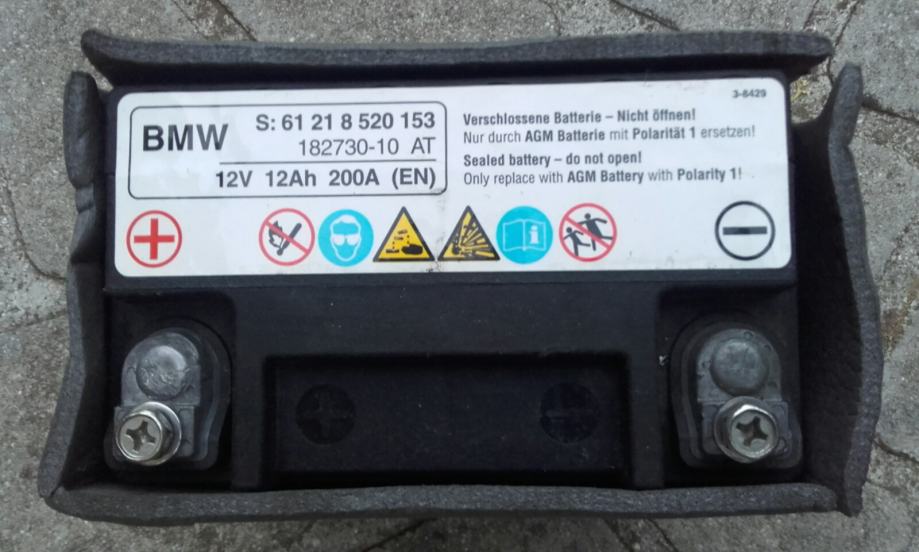 3-8429
BMW
S: 61 21 8 520 153
182730-10 AT
12V 12Ah 200A (EN)
Verschlossene Batterie – Nicht öffnen!
Nur durch AGM Batterie mit Polarität 1 ersetzen!
Sealed battery – do not open!
Only replace with AGM Battery with Polarity 1!